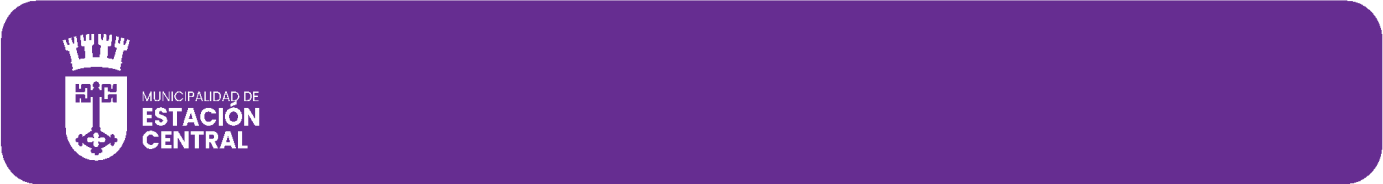 MUNICIPALIDAD DE
ESTACIÓN
CENTRAL